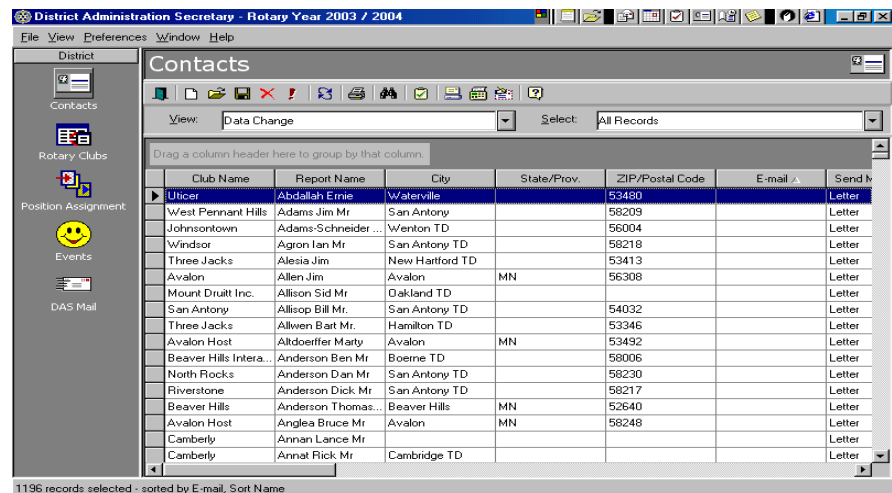 District Administration Secretary - Rotary Year 2003 / 2004
File View Preferences Window Help
District
Contacts
Rotary Clubs
Position Assignment
Events
DAS Mail
Contacts
View: Data Change Select: All Records
Drag a column header here to group by that column.
Club Name Report Name City State/Prov. ZIP/Postal Code E-mail Send M
Uticer Abdallah Ernie Waterville 53480 Letter
West Pennant Hills Adams Jim Mr San Antony 58209 Letter
Johnsontown Adams-Schneider ... Wenton TD 56004 Letter
Windsor Agron Ian Mr San Antony TD 58218 Letter
Three Jacks Alesia Jim New Hartford TD 53413 Letter
Avalon Allen Jim Avalon MN 56308 Letter
Mount Druitt Inc. Allison Sid Mr Oakland TD Letter
San Antony Allisop Bill Mr. San Antony TD 54032 Letter
Three Jacks Allwen Bart Mr. Hamilton TD 53346 Letter
Avalon Host Altdoerffer Marty Avalon MN 53492 Letter
Beaver Hills Intera... Anderson Ben Mr Boerne TD 58006 Letter
North Rocks Anderson Dan Mr San Antony TD 58230 Letter
Riverstone Anderson Dick Mr San Antony TD 58217 Letter
Beaver Hills Anderson Thomas... Beaver Hills MN 52640 Letter
Avalon Host Anglea Bruce Mr Avalon MN 58248 Letter
Camberly Annan Lance Mr Letter
Camberly Annat Rick Mr Cambridge TD Letter
1196 records selected - sorted by E-mail, Sort Name